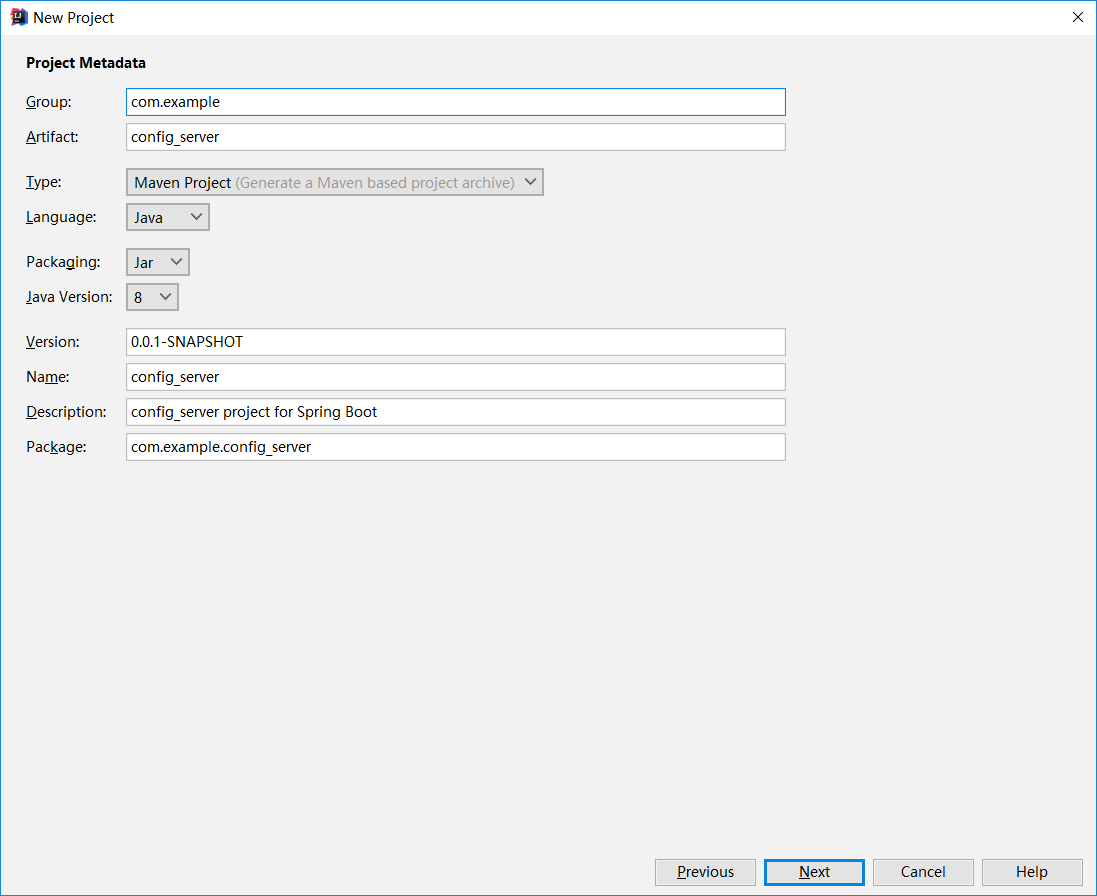 New Project
Project Metadata
Group: com.example
Artifact: config_server
Type: Maven Project (Generate a Maven based project archive)
Language: Java
Packaging: Jar
Java Version: 8
Version: 0.0.1-SNAPSHOT
Name: config_server
Description: config_server project for Spring Boot
Package: com.example.config_server
Previous Next Cancel Help